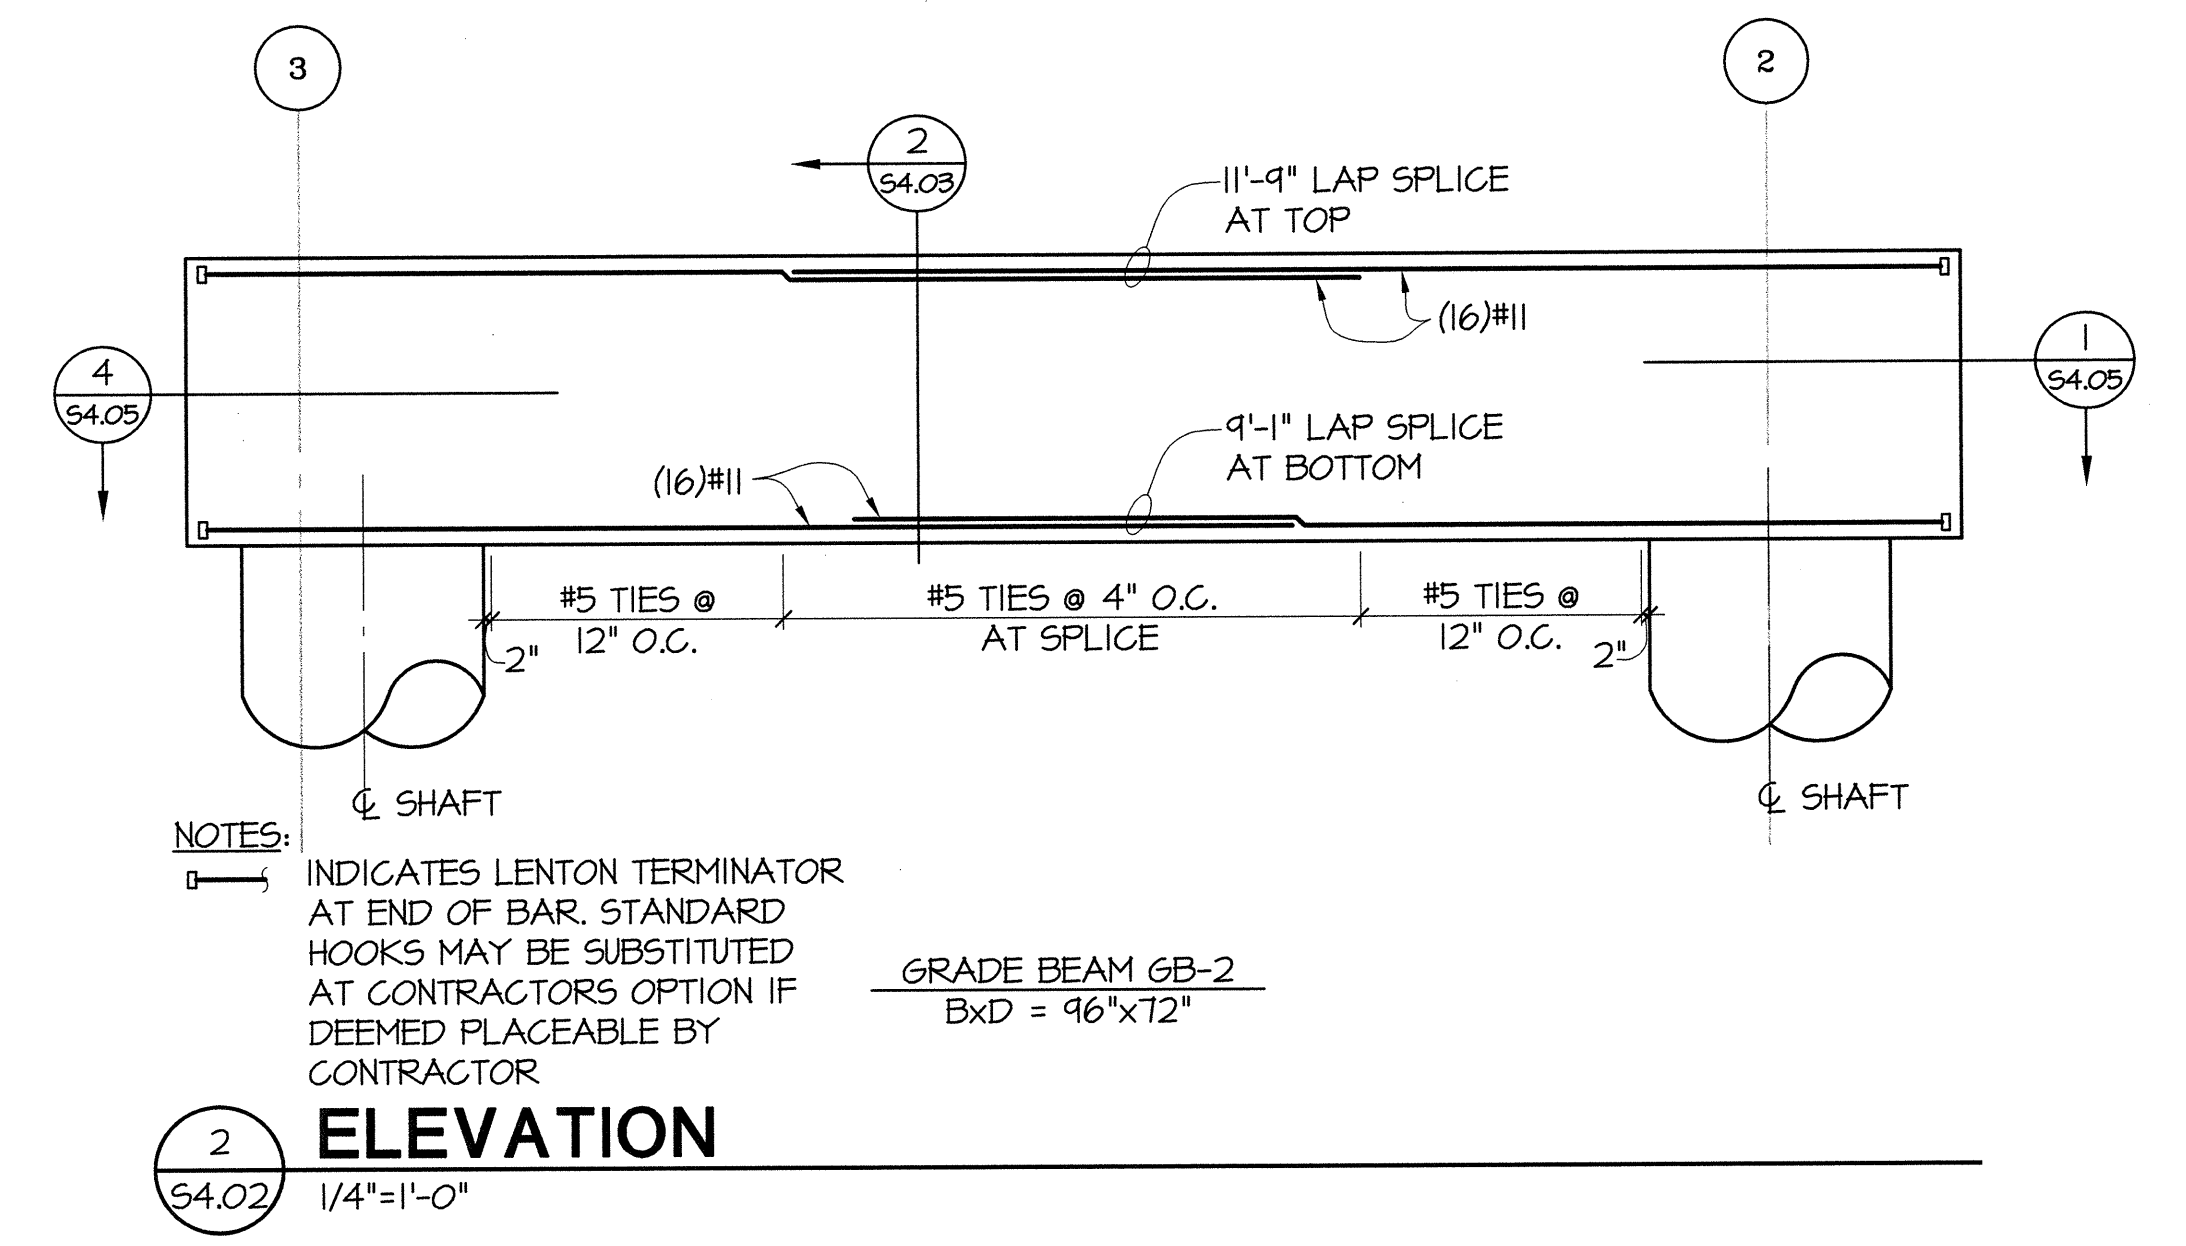 3
2
2
S4.03
11'-9" LAP SPLICE
AT TOP
(16)#11
4
S4.05
1
S4.05
9'-1" LAP SPLICE
AT BOTTOM
(16)#11
#5 TIES @
12" O.C.
#5 TIES @ 4" O.C.
AT SPLICE
#5 TIES @
12" O.C.
2"
2"
℄ SHAFT
℄ SHAFT
NOTES:
INDICATES LENTON TERMINATOR
AT END OF BAR. STANDARD
HOOKS MAY BE SUBSTITUTED
AT CONTRACTORS OPTION IF
DEEMED PLACEABLE BY
CONTRACTOR
GRADE BEAM GB-2
BxD = 96"x72"
2
S4.02
ELEVATION
1/4"=1'-0"